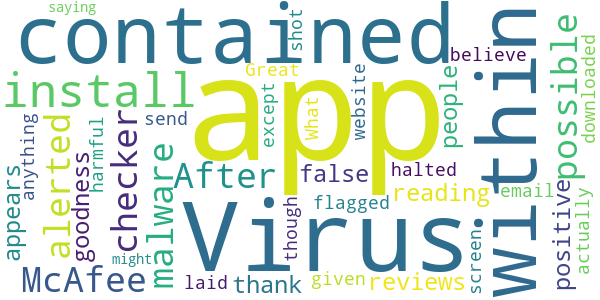 saying
contained
shot
believe
Great
install
app
within
possible
downloaded
people
website
What
except
send
alerted
anything
harmful
checker
After
false
halted
goodness
malware
Virus
reading
email
appears
though
flagged
positive
actually
screen
might
McAfee
laid
thank
given
reviews